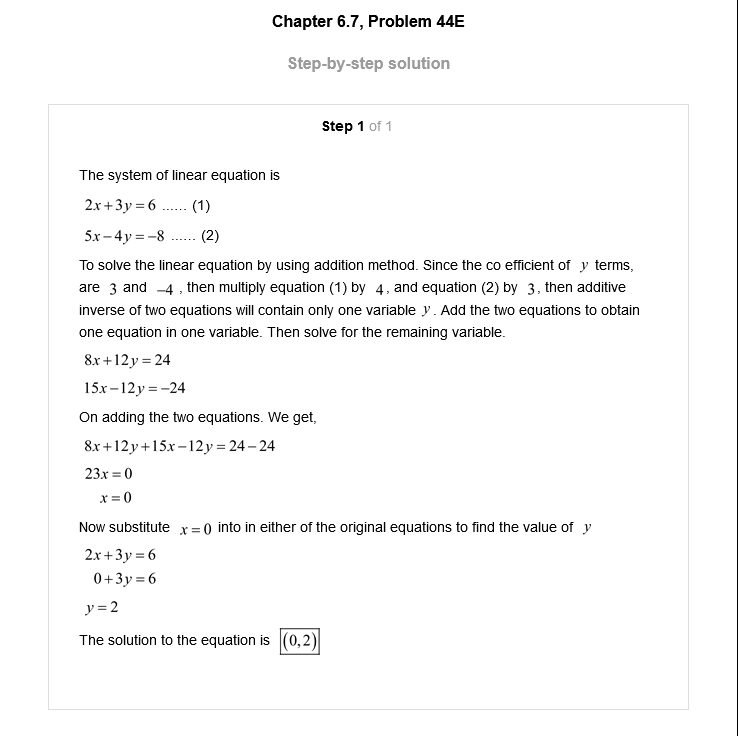 Chapter 6.7, Problem 44E
Step-by-step solution
Step 1 of 1
The system of linear equation is
2x+3y=6 ...... (1)
5x−4y=−8 ...... (2)
To solve the linear equation by using addition method. Since the co efficient of y terms,
are 3 and −4 , then multiply equation (1) by 4, and equation (2) by 3, then additive
inverse of two equations will contain only one variable y. Add the two equations to obtain
one equation in one variable. Then solve for the remaining variable.
8x+12y=24
15x−12y=−24
On adding the two equations. We get,
8x+12y+15x−12y=24−24
23x=0
x=0
Now substitute x=0 into in either of the original equations to find the value of y
2x+3y=6
0+3y=6
y=2
The solution to the equation is (0,2)